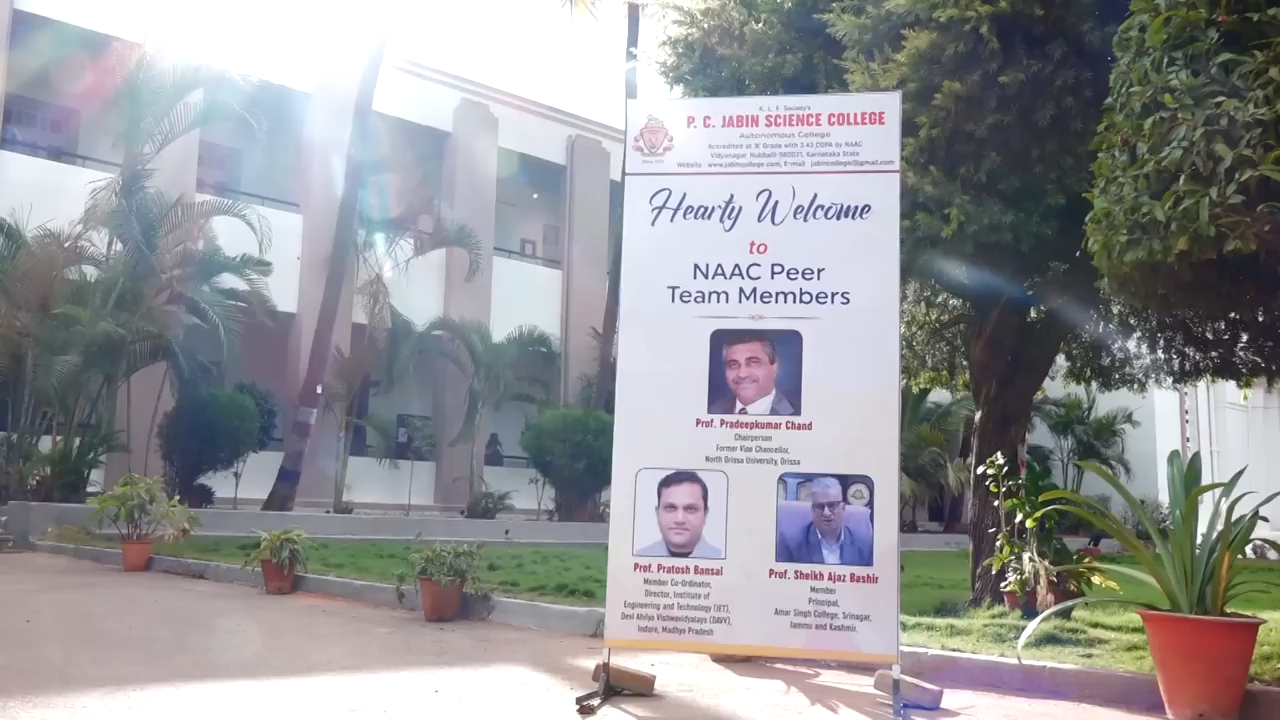 K. L. E. Society's
P. C. JABIN SCIENCE COLLEGE
Autonomous College
Accredited at 'A' Grade with 3.43 CGPA by NAAC
Vidyanagar, Hubballi-580031, Karnataka State
Website : www.jabincollege.com, E-mail : jabincollege@gmail.com
Hearty Welcome
to
NAAC Peer
Team Members
Prof. Pradeepkumar Chand
Chairperson
Former Vice Chancellor,
North Orissa University, Orissa
Prof. Pratosh Bansal
Member Co-Ordinator,
Director, Institute of
Engineering and Technology (IET),
Devi Ahilya Vishwavidyalaya (DAVV),
Indore, Madhya Pradesh
Prof. Sheikh Ajaz Bashir
Member
Principal,
Amar Singh College, Srinagar,
Jammu and Kashmir.